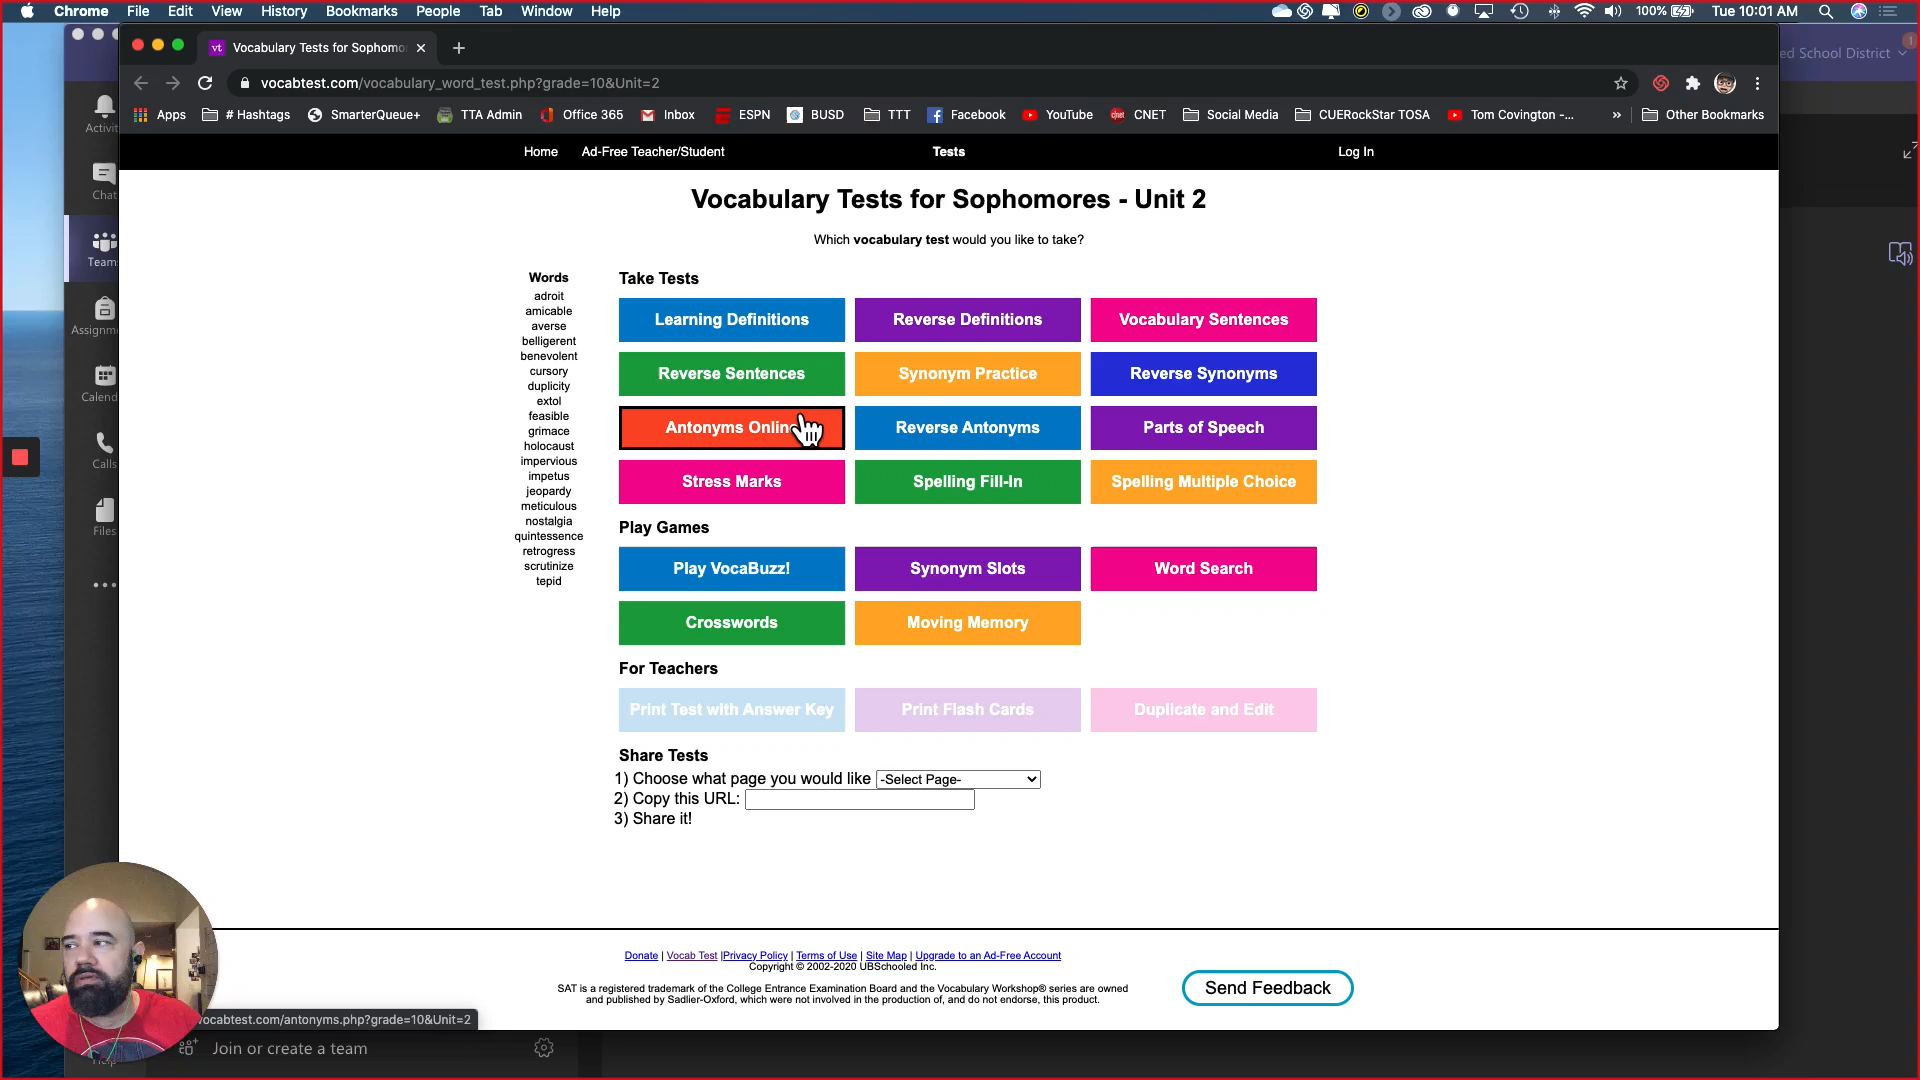 Chrome File Edit View History Bookmarks People Tab Window Help 100% Tue 10:01 AM
vt Vocabulary Tests for Sophomo
ed School District
1
vocabtest.com/vocabulary_word_test.php?grade=10&Unit=2
Apps # Hashtags SmarterQueue+ TTA Admin Office 365 Inbox ESPN BUSD TTT Facebook YouTube CNET Social Media CUERockStar TOSA Tom Covington -... » Other Bookmarks
Home Ad-Free Teacher/Student Tests Log In
Activi
Chat
Teams
Assignm
Calend
Calls
Files
Vocabulary Tests for Sophomores - Unit 2
Which vocabulary test would you like to take?
Words
adroit
amicable
averse
belligerent
benevolent
cursory
duplicity
extol
feasible
grimace
holocaust
impervious
impetus
jeopardy
meticulous
nostalgia
quintessence
retrogress
scrutinize
tepid
Take Tests
Learning Definitions Reverse Definitions Vocabulary Sentences
Reverse Sentences Synonym Practice Reverse Synonyms
Antonyms Onlin Reverse Antonyms Parts of Speech
Stress Marks Spelling Fill-In Spelling Multiple Choice
Play Games
Play VocaBuzz! Synonym Slots Word Search
Crosswords Moving Memory
For Teachers
Print Test with Answer Key Print Flash Cards Duplicate and Edit
Share Tests
1) Choose what page you would like -Select Page-
2) Copy this URL:
3) Share it!
Donate | Vocab Test |Privacy Policy | Terms of Use | Site Map | Upgrade to an Ad-Free Account
Copyright © 2002-2020 UBSchooled Inc.
SAT is a registered trademark of the College Entrance Examination Board and the Vocabulary Workshop® series are owned
and published by Sadlier-Oxford, which were not involved in the production of, and do not endorse, this product.
Send Feedback
vocabtest.com/antonyms.php?grade=10&Unit=2
Join or create a team